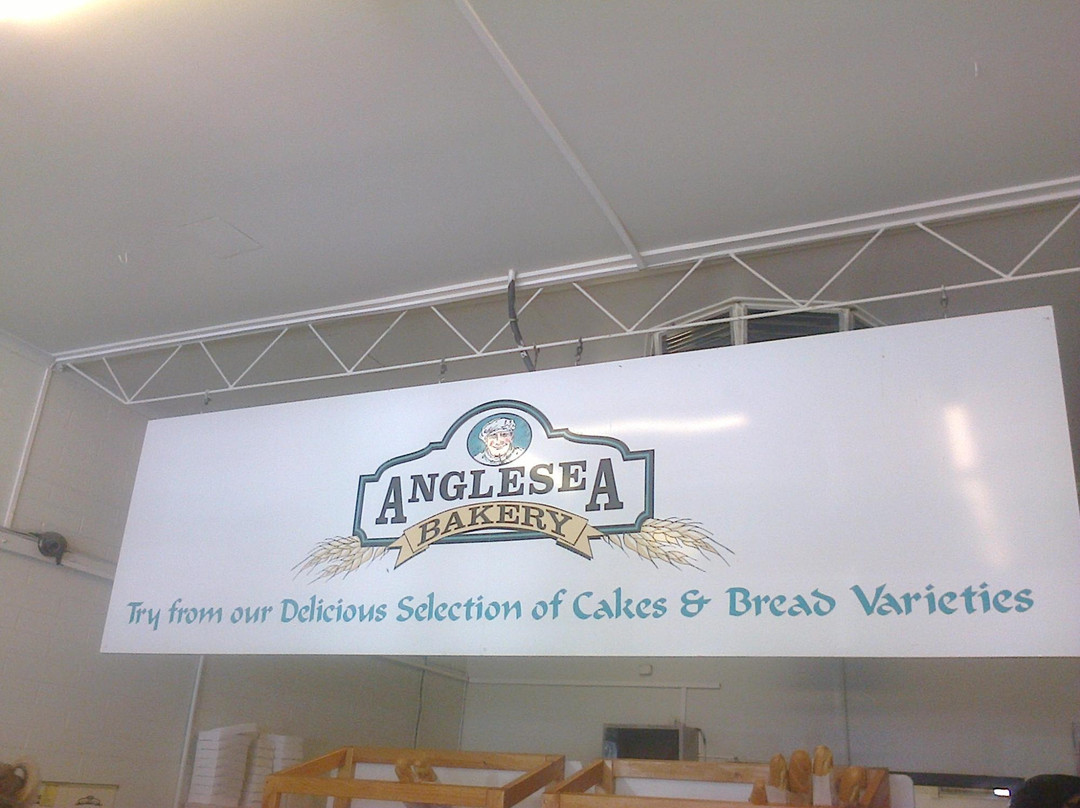 ANGLESEA
BAKERY
Try from our Delicious Selection of Cakes & Bread Varieties